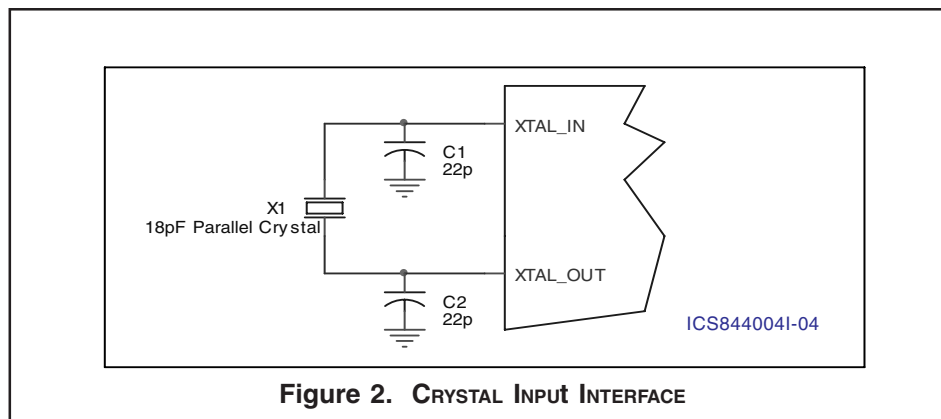 XTAL_IN
C1
22p
X1
18pF Parallel Crystal
XTAL_OUT
C2
22p
ICS844004I-04
Figure 2. CRYSTAL INPUt INTERFACE